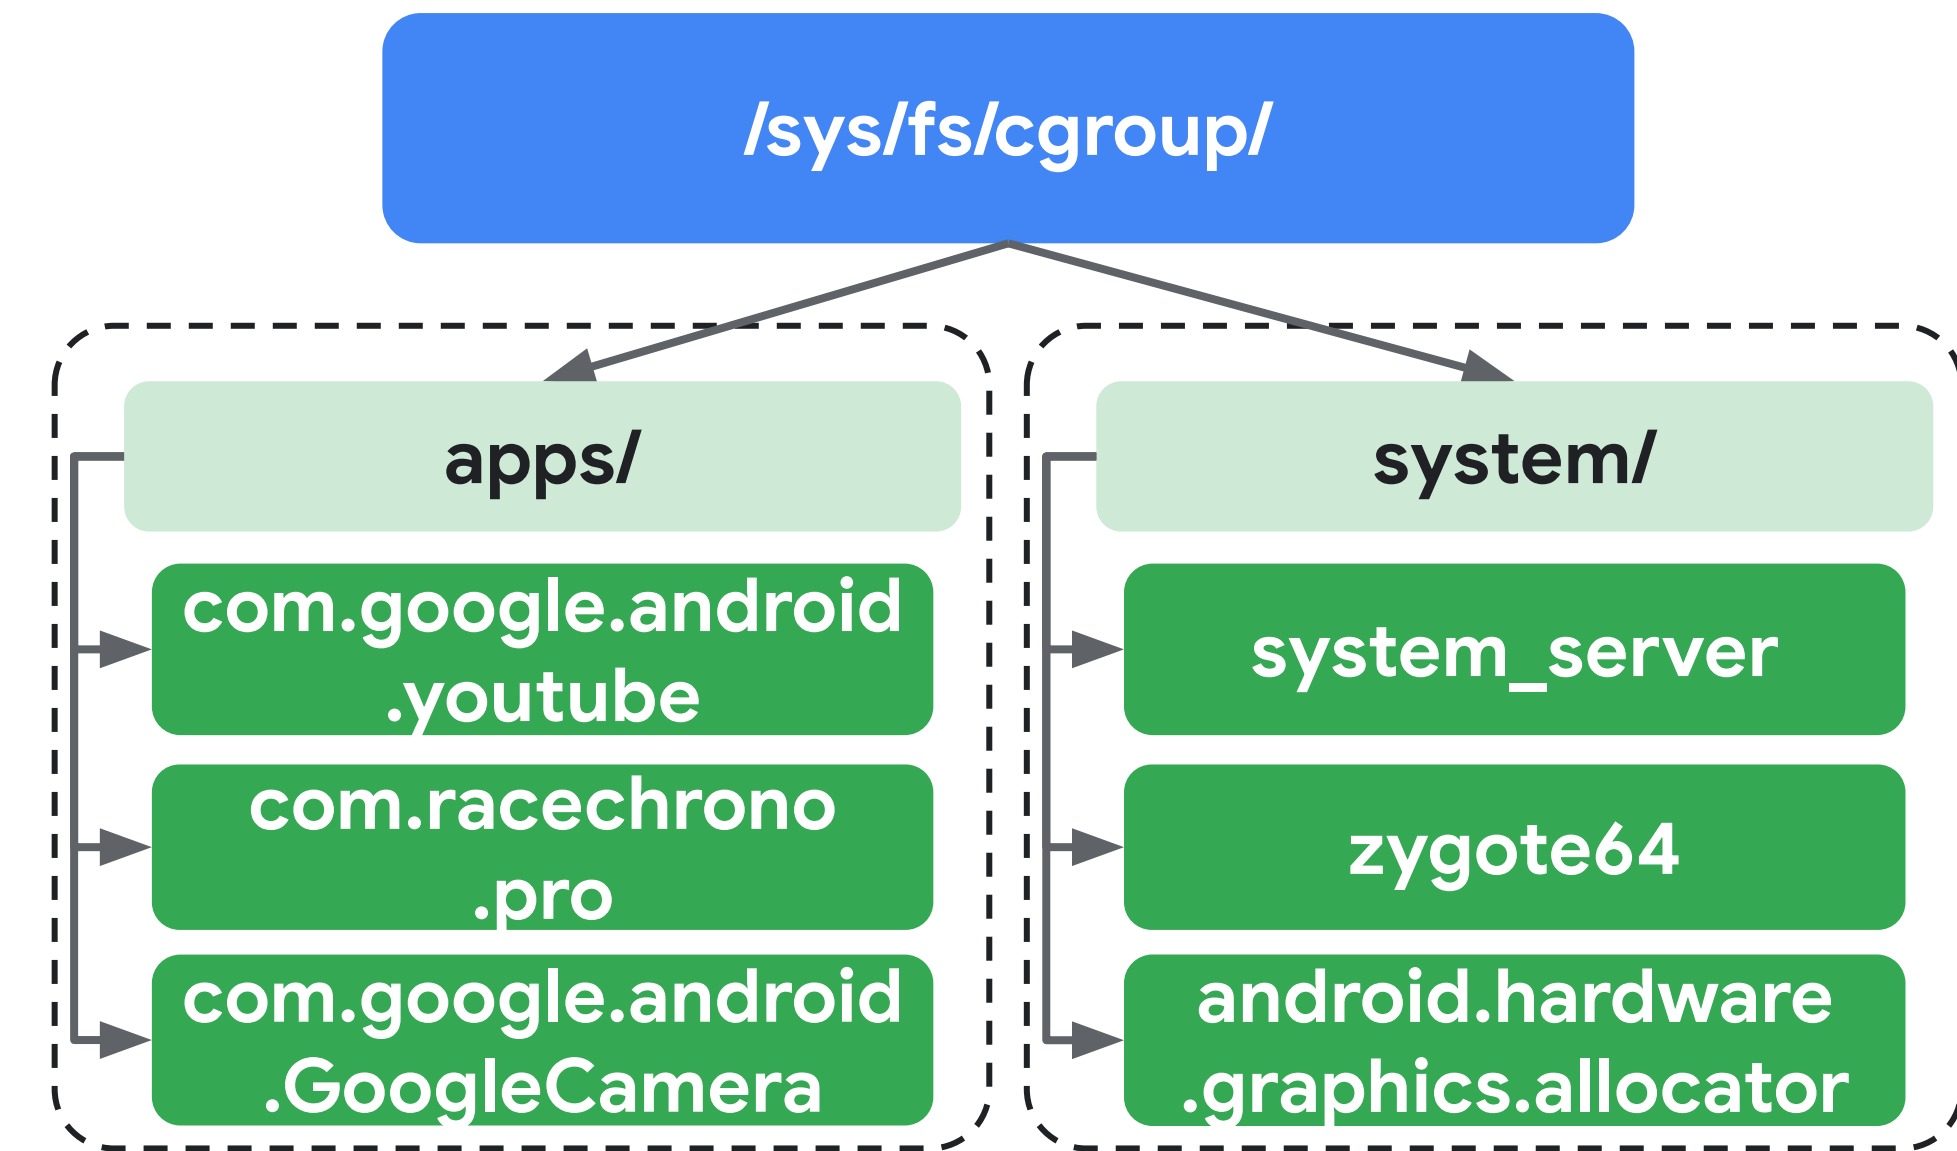 /sys/fs/cgroup/
apps/
com.google.android
.youtube
com.racechrono
.pro
com.google.android
.GoogleCamera
system/
system_server
zygote64
android.hardware
.graphics.allocator